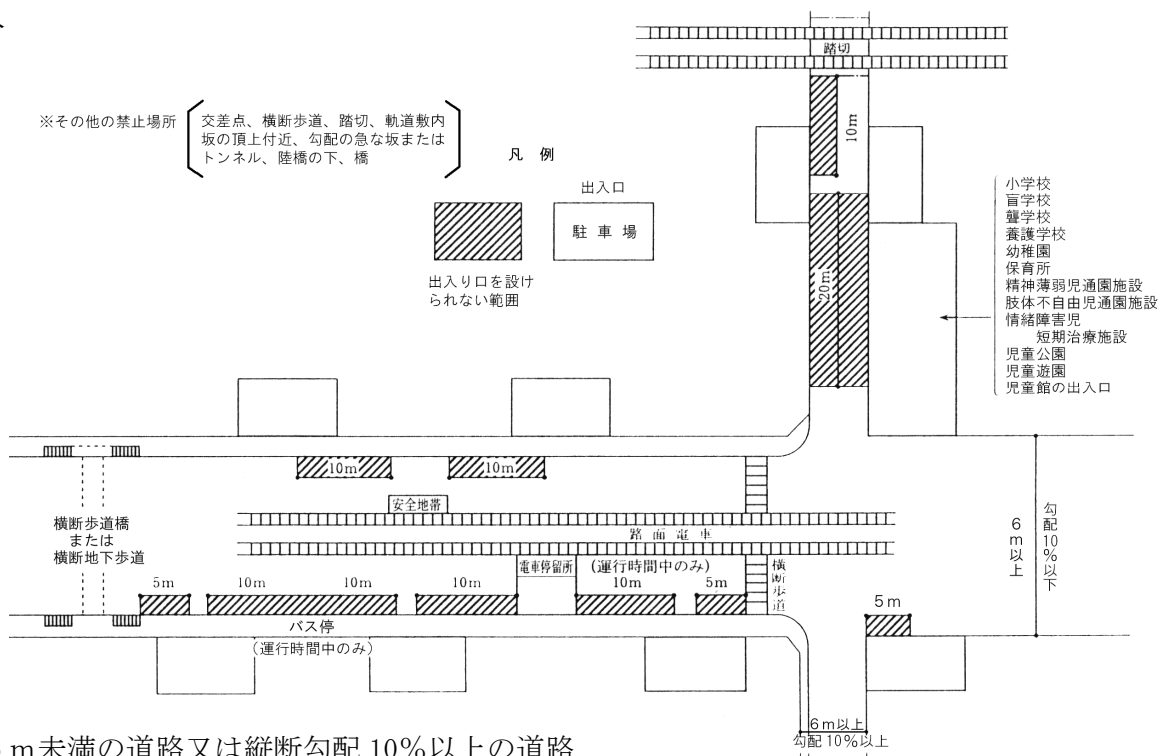 踏切
10m
※その他の禁止場所
交差点、横断歩道、踏切、軌道敷内
坂の頂上付近、勾配の急な坂または
トンネル、陸橋の下、橋
凡 例
出入口
駐 車 場
出入り口を設け
られない範囲
20m
小学校
盲学校
聾学校
養護学校
幼稚園
保育所
精神薄弱児通園施設
肢体不自由児通園施設
情緒障害児
短期治療施設
児童公園
児童遊園
児童館の出入口
10m
10m
安全地帯
路 面 電 車
横断歩道橋
または
横断地下歩道
電車停留所
(運行時間中のみ)
横断歩道
5m
10m
10m
10m
10m
5m
バス停
(運行時間中のみ)
6m以上
勾配10%以下
5m
6m以上
勾配10%以上
m未満の道路又は縦断勾配10%以上の道路